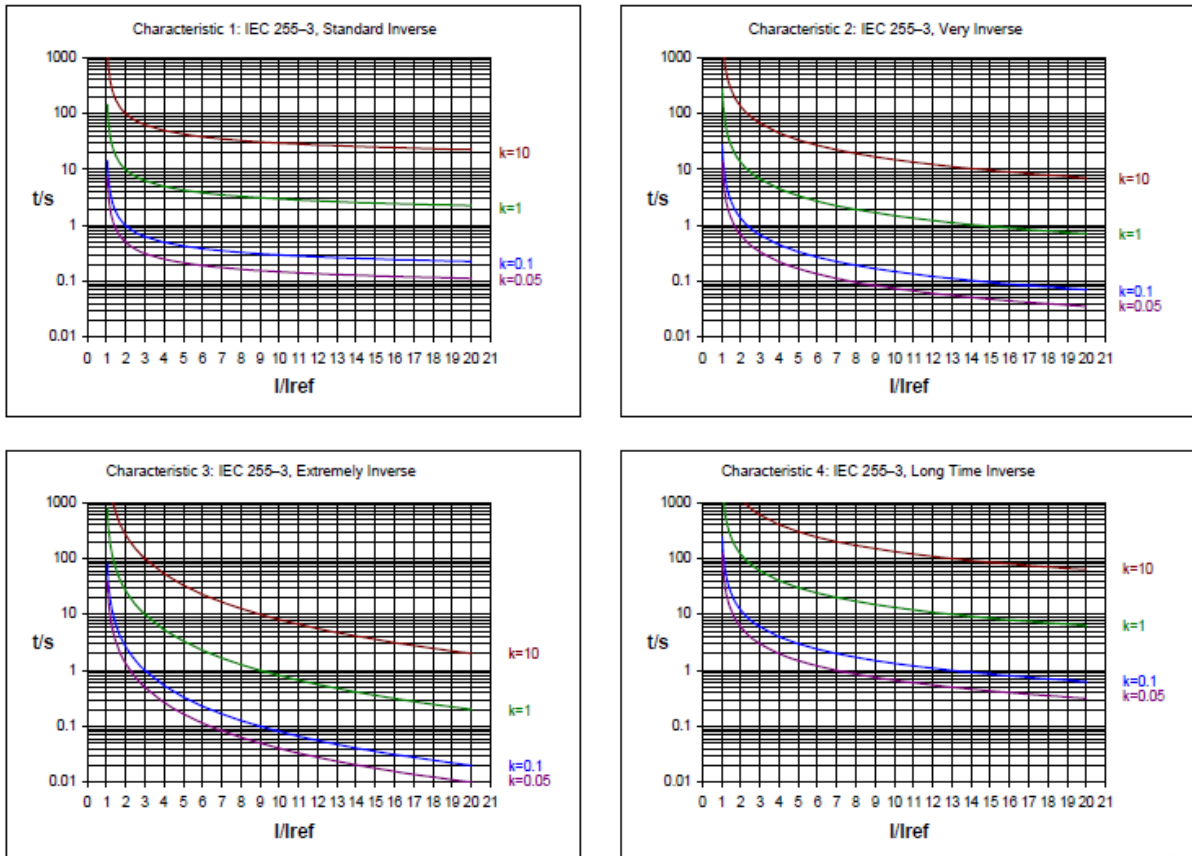 Characteristic 1: IEC 255–3, Standard Inverse
1000
100
10
1
0.1
0.01
t/s
k=10
k=1
k=0.1
k=0.05
0 1 2 3 4 5 6 7 8 9 10 11 12 13 14 15 16 17 18 19 20 21
I/Iref
Characteristic 2: IEC 255–3, Very Inverse
1000
100
10
1
0.1
0.01
t/s
k=10
k=1
k=0.1
k=0.05
0 1 2 3 4 5 6 7 8 9 10 11 12 13 14 15 16 17 18 19 20 21
I/Iref
Characteristic 3: IEC 255–3, Extremely Inverse
1000
100
10
1
0.1
0.01
t/s
k=10
k=1
k=0.1
k=0.05
0 1 2 3 4 5 6 7 8 9 10 11 12 13 14 15 16 17 18 19 20 21
I/Iref
Characteristic 4: IEC 255–3, Long Time Inverse
1000
100
10
1
0.1
0.01
t/s
k=10
k=1
k=0.1
k=0.05
0 1 2 3 4 5 6 7 8 9 10 11 12 13 14 15 16 17 18 19 20 21
I/Iref